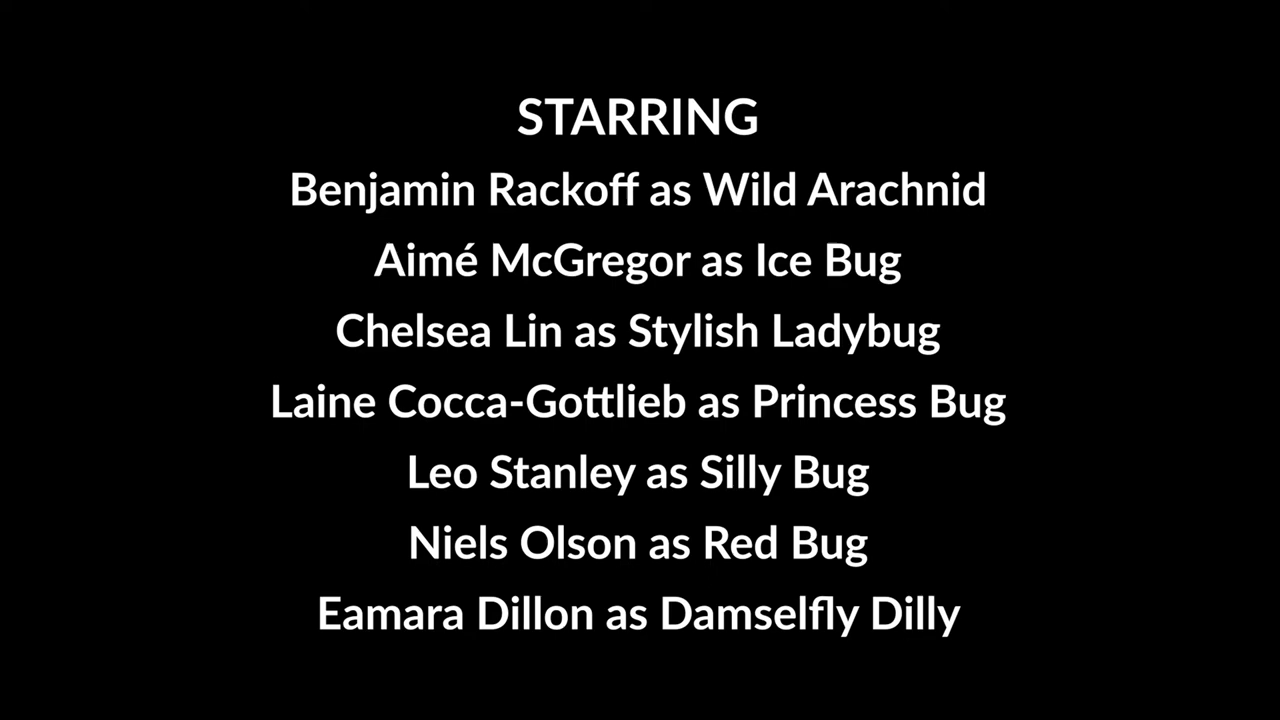 STARRING
Benjamin Rackoff as Wild Arachnid
Aimé McGregor as Ice Bug
Chelsea Lin as Stylish Ladybug
Laine Cocca-Gottlieb as Princess Bug
Leo Stanley as Silly Bug
Niels Olson as Red Bug
Eamara Dillon as Damselfly Dilly